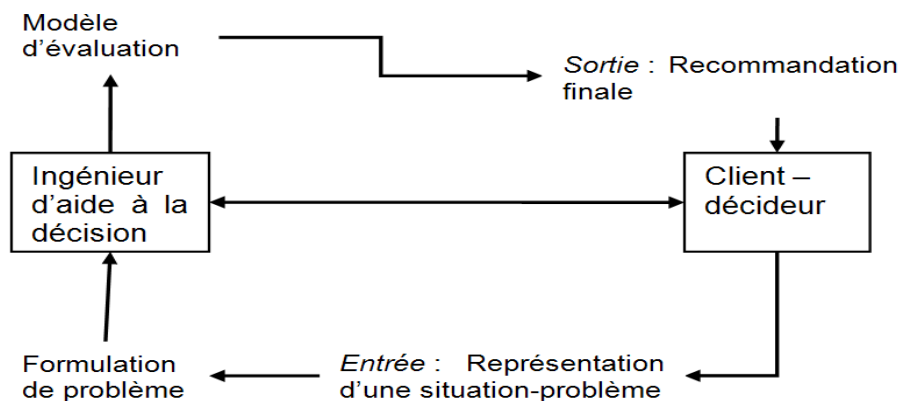 Modèle
d'évaluation
Sortie : Recommandation
finale
Ingénieur
d'aide à la
décision
Client –
décideur
Formulation
de problème
Entrée : Représentation
d'une situation-problème